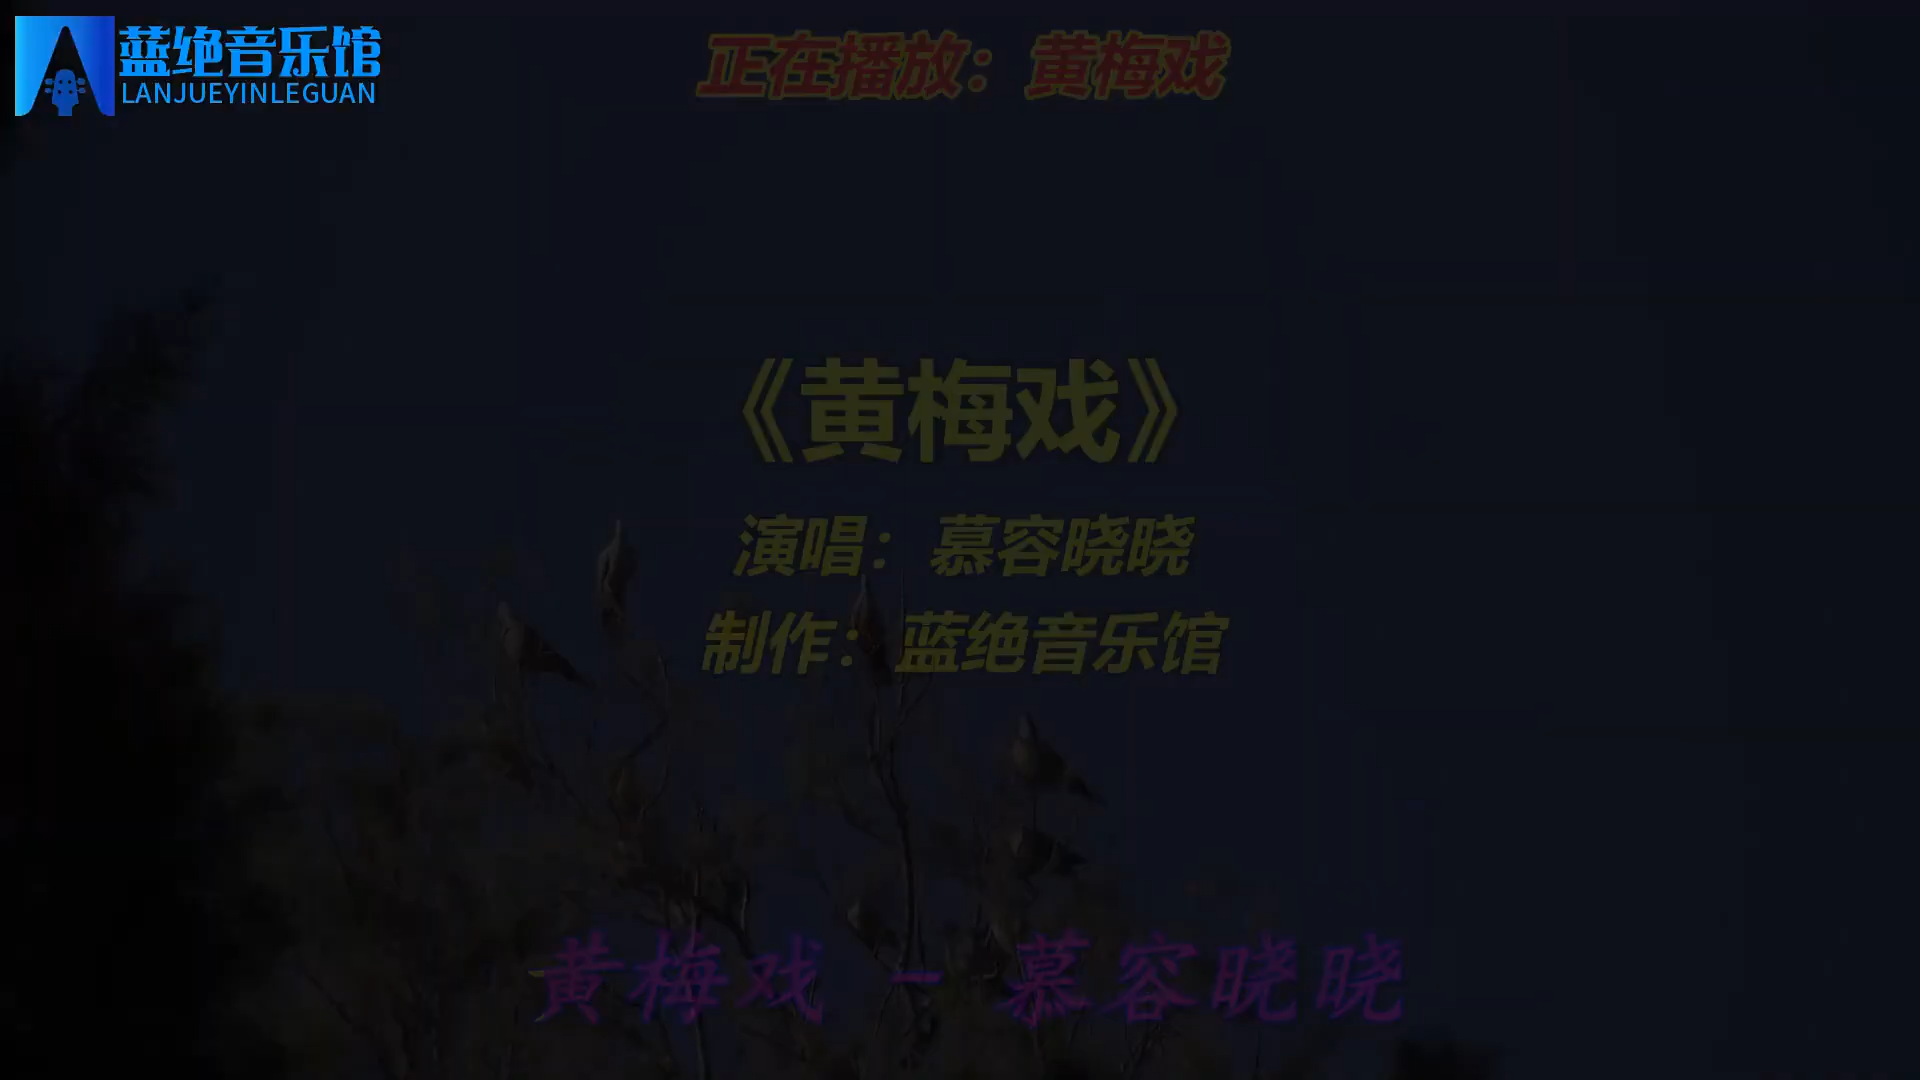 蓝绝音乐馆
LANJUEYINLEGUAN
正在播放：黄梅戏
《黄梅戏》
演唱：慕容晓晓
制作：蓝绝音乐馆
黄梅戏 - 慕容晓晓